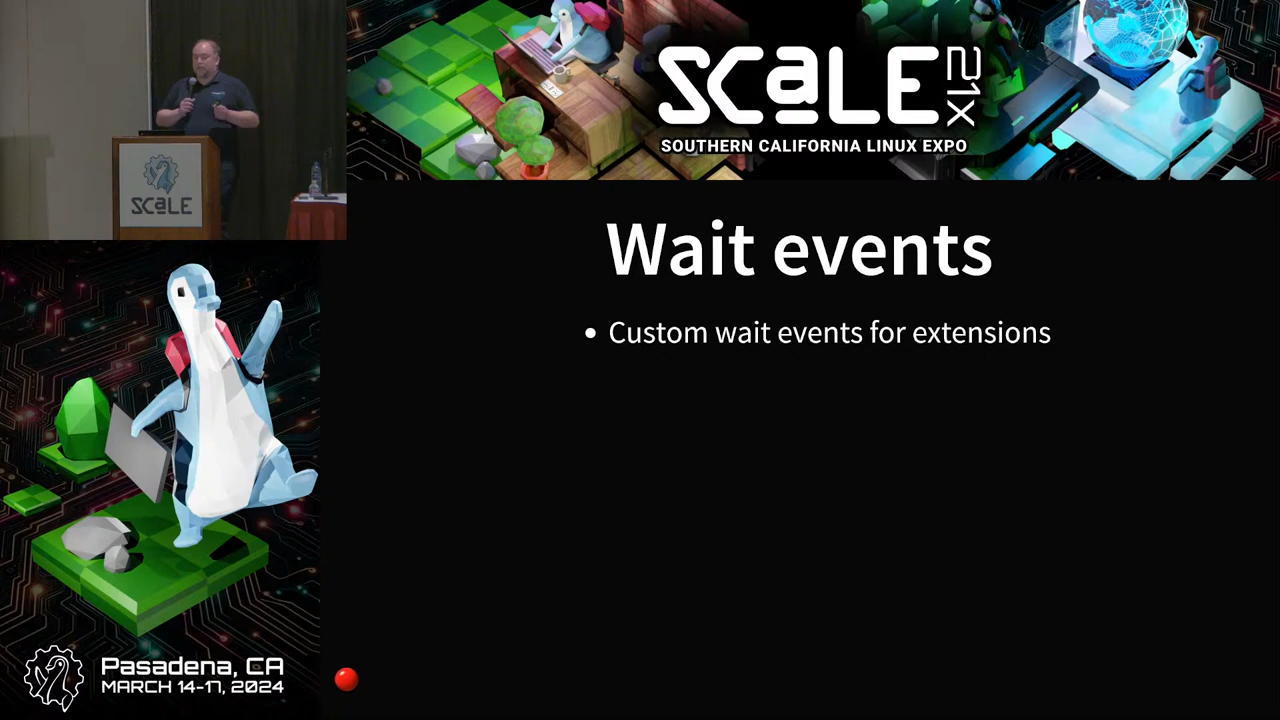 SCaLE 21X
SOUTHERN CALIFORNIA LINUX EXPO
SCaLE
Wait events
• Custom wait events for extensions
Pasadena, CA
MARCH 14-17, 2024